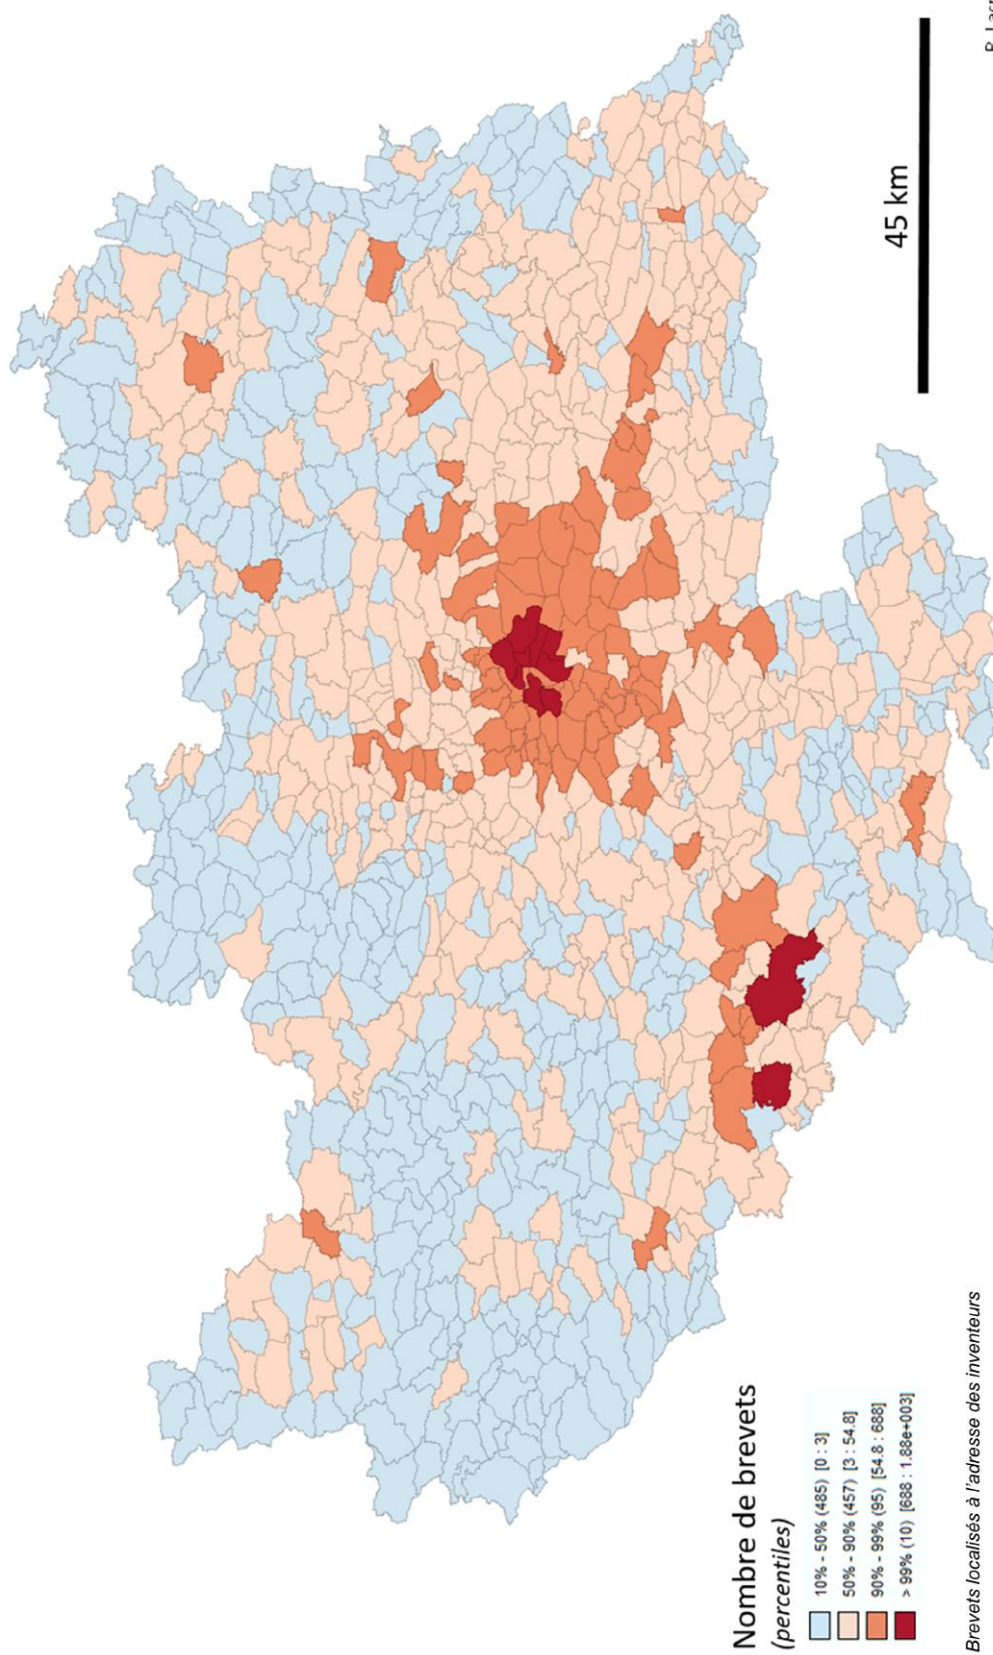 45 km
Nombre de brevets
(percentiles)
10% - 50% (485) [0 : 3]
50% - 90% (457) [3 : 54.8]
90% - 99% (95) [54.8 : 688]
> 99% (10) [688 : 1.88e+003]
Brevets localisés à l'adresse des inventeurs